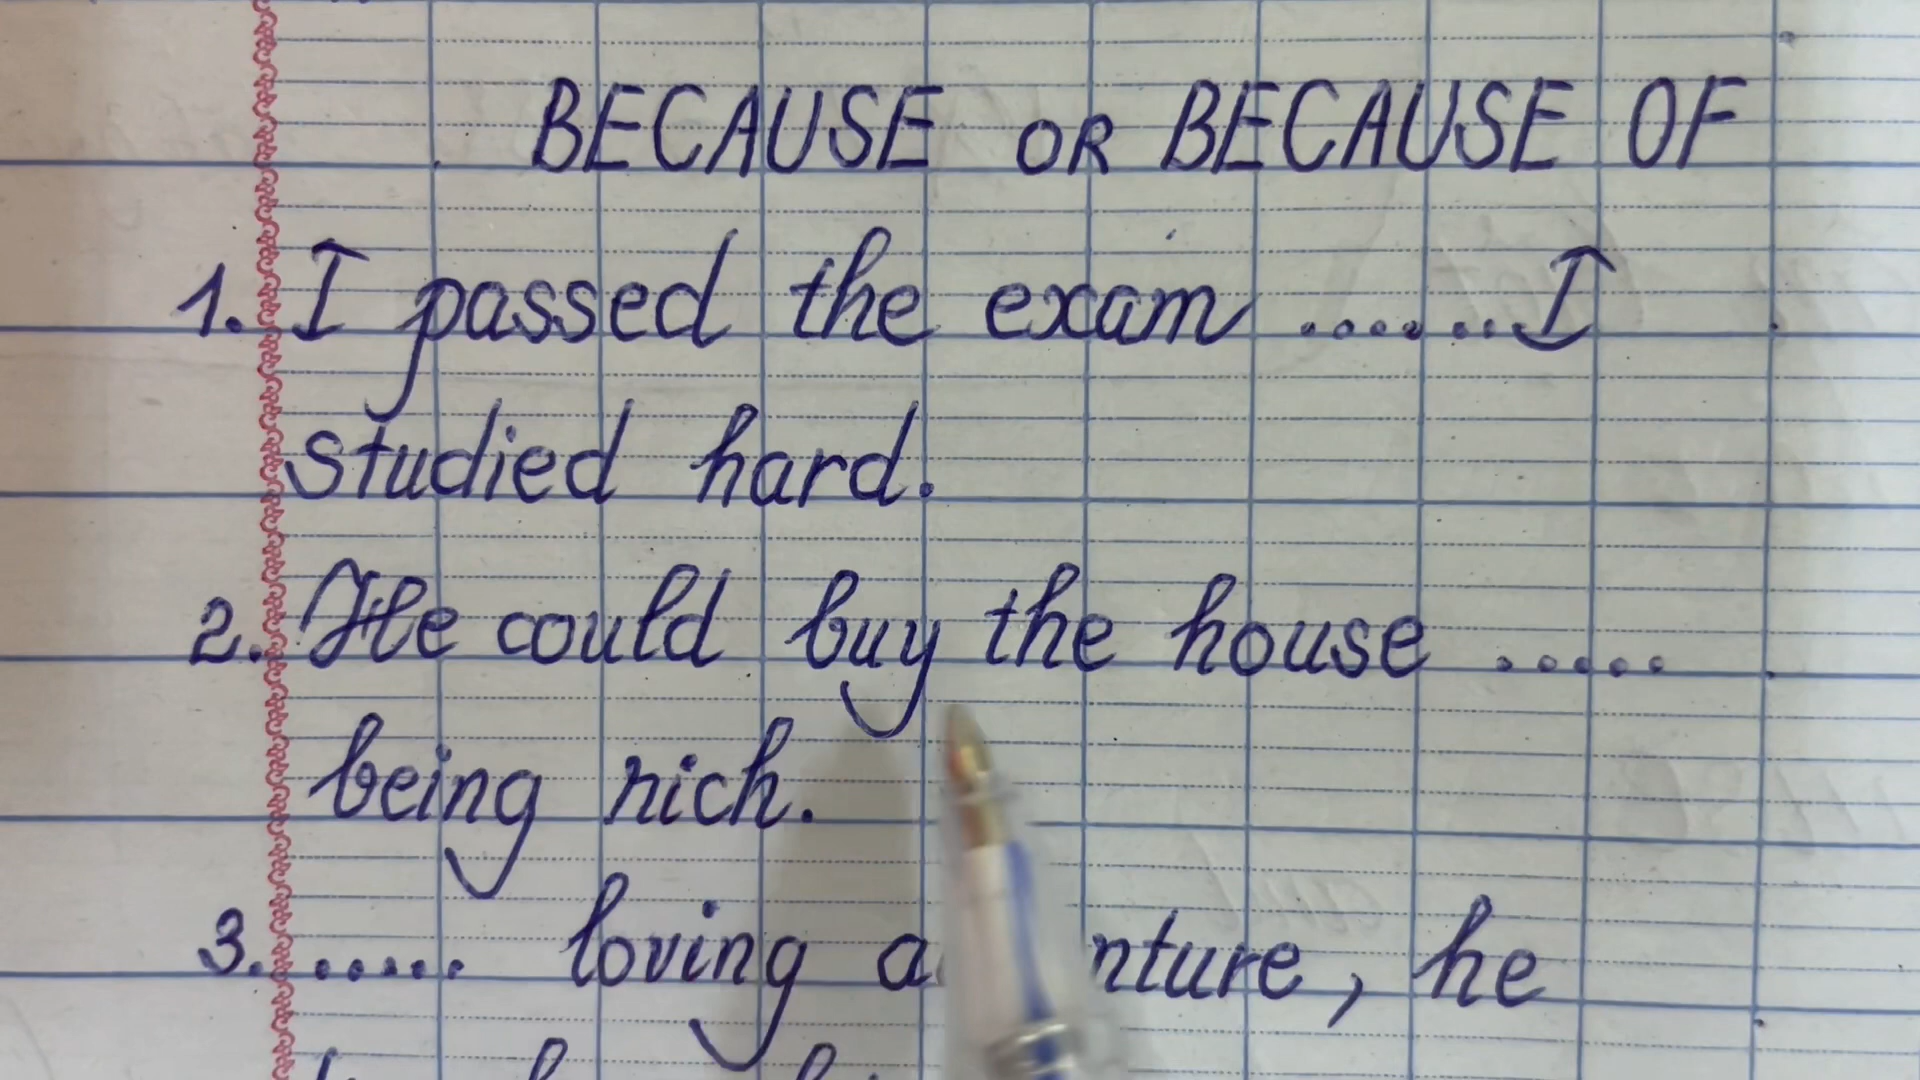 BECAUSE OR BECAUSE OF
1. I passed the exam ....... I
studied hard.
2. He could buy the house .....
being rich.
3. ..... loving , he